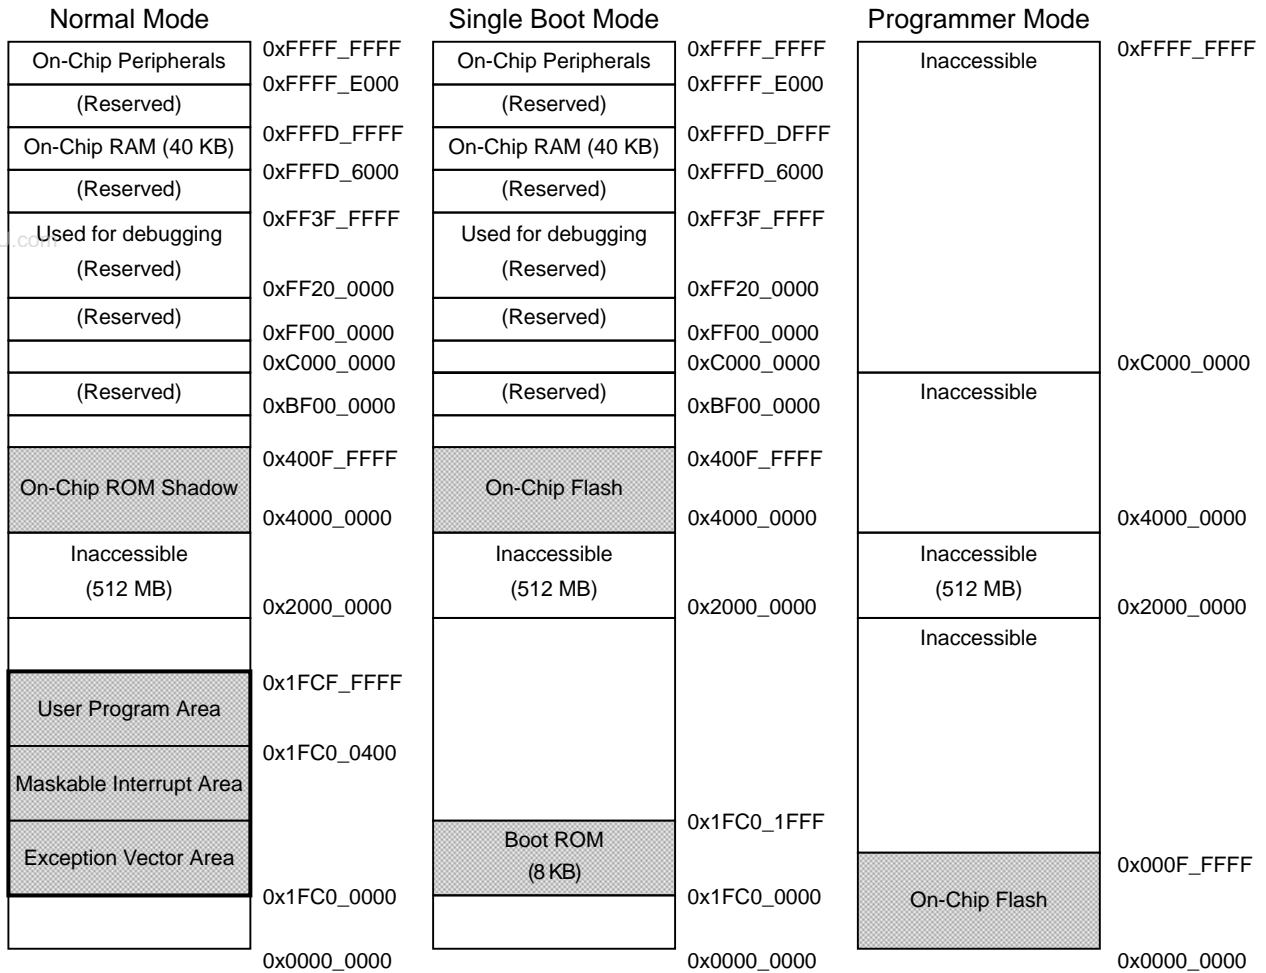 Normal Mode
On-Chip Peripherals
0xFFFF_FFFF
0xFFFF_E000
(Reserved)
0xFFFD_FFFF
On-Chip RAM (40 KB)
0xFFFD_6000
(Reserved)
0xFF3F_FFFF
Used for debugging
(Reserved)
0xFF20_0000
(Reserved)
0xFF00_0000
0xC000_0000
(Reserved)
0xBF00_0000
0x400F_FFFF
On-Chip ROM Shadow
0x4000_0000
Inaccessible
(512 MB)
0x2000_0000
0x1FCF_FFFF
User Program Area
0x1FC0_0400
Maskable Interrupt Area
Exception Vector Area
0x1FC0_0000
0x0000_0000
Single Boot Mode
On-Chip Peripherals
0xFFFF_FFFF
0xFFFF_E000
(Reserved)
0xFFFD_DFFF
On-Chip RAM (40 KB)
0xFFFD_6000
(Reserved)
0xFF3F_FFFF
Used for debugging
(Reserved)
0xFF20_0000
(Reserved)
0xFF00_0000
0xC000_0000
(Reserved)
0xBF00_0000
0x400F_FFFF
On-Chip Flash
0x4000_0000
Inaccessible
(512 MB)
0x2000_0000
0x1FC0_1FFF
Boot ROM
(8 KB)
0x1FC0_0000
0x0000_0000
Programmer Mode
Inaccessible
0xFFFF_FFFF
0xC000_0000
Inaccessible
0x4000_0000
Inaccessible
(512 MB)
0x2000_0000
Inaccessible
0x000F_FFFF
On-Chip Flash
0x0000_0000